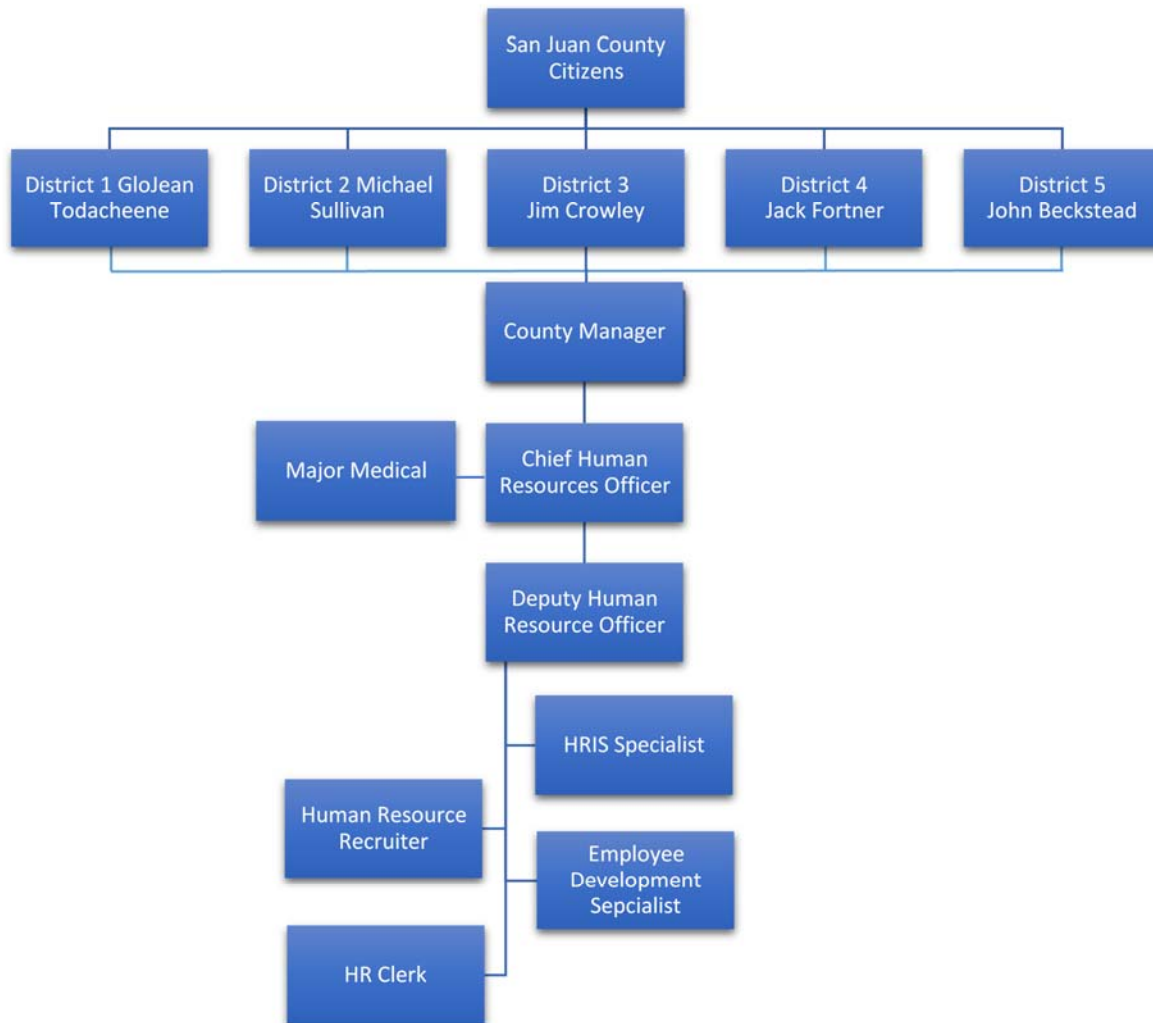 San Juan County
Citizens
District 1 GloJean
Todacheene
District 2 Michael
Sullivan
District 3
Jim Crowley
District 4
Jack Fortner
District 5
John Beckstead
County Manager
Major Medical
Chief Human
Resources Officer
Deputy Human
Resource Officer
HRIS Specialist
Human Resource
Recruiter
Employee
Development
Sepcialist
HR Clerk